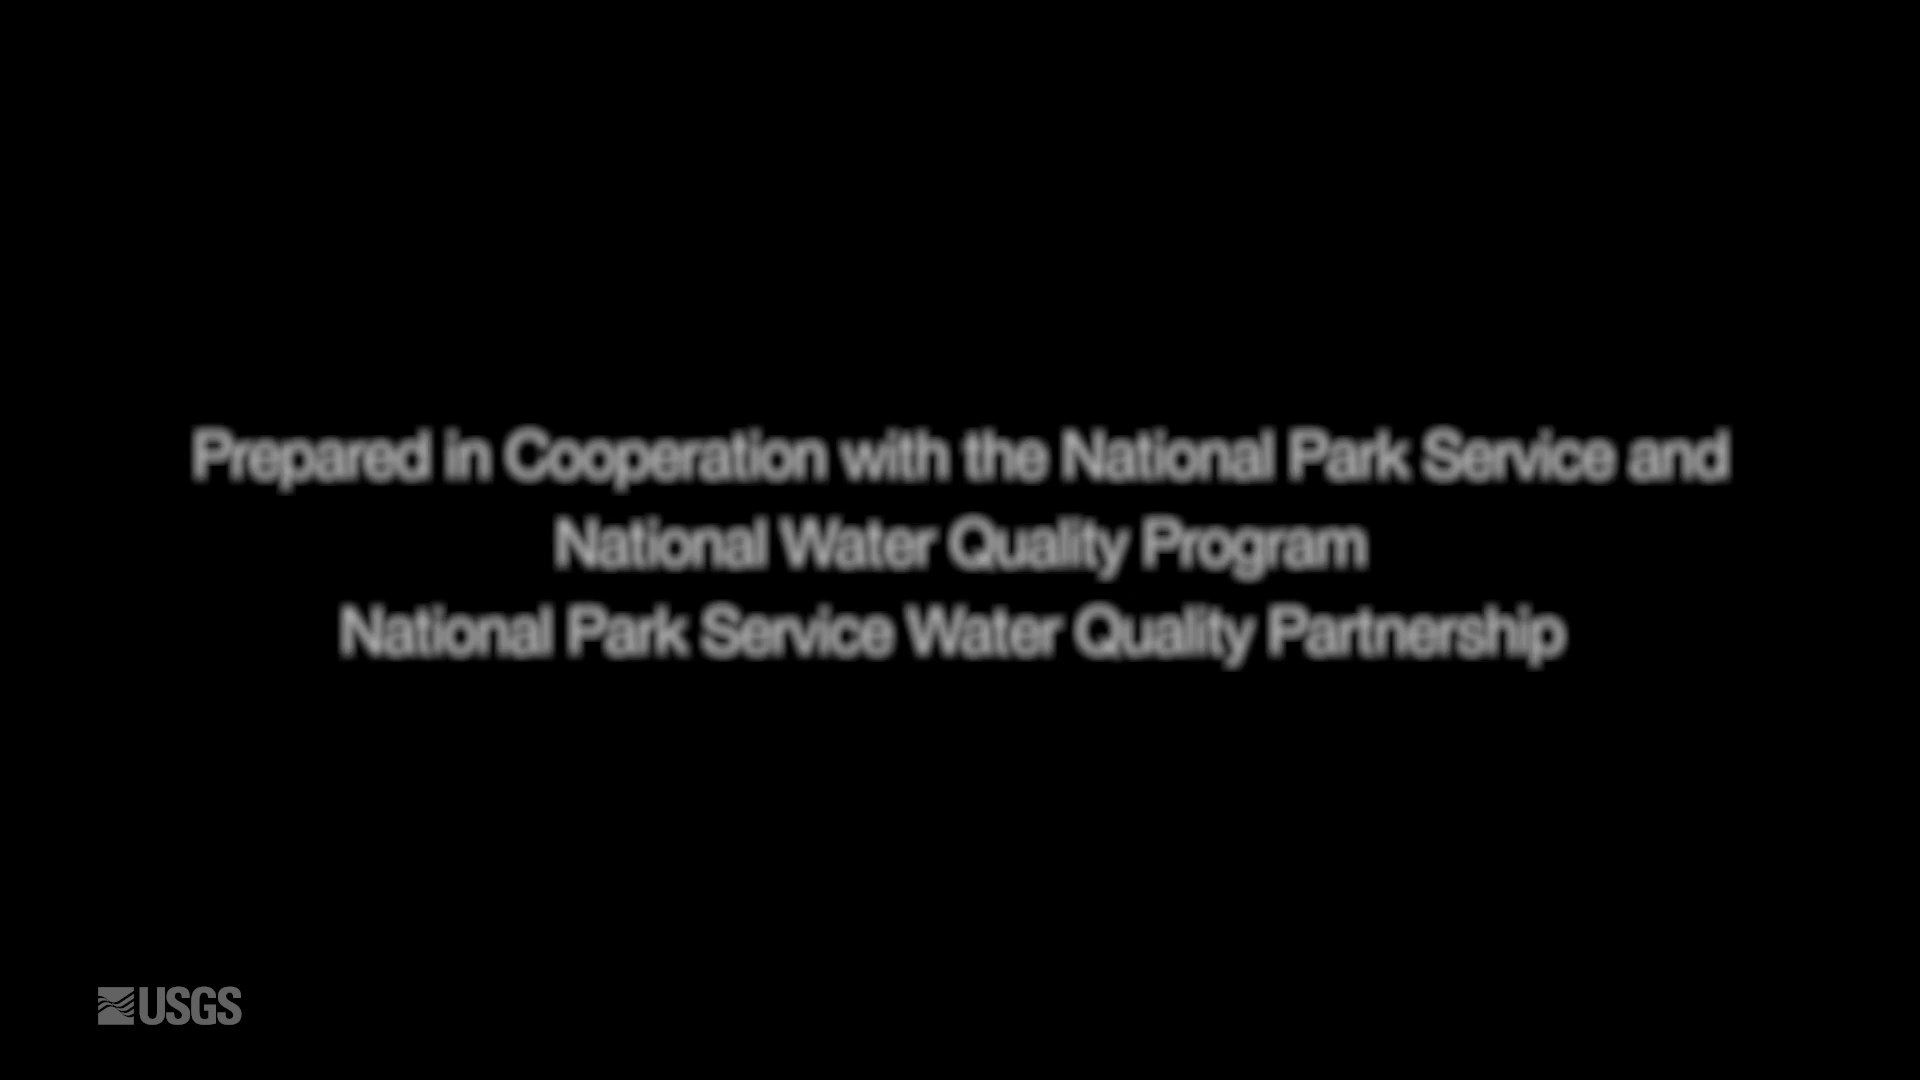 Prepared in Cooperation with the National Park Service and
National Water Quality Program
National Park Service Water Quality Partnership
USGS